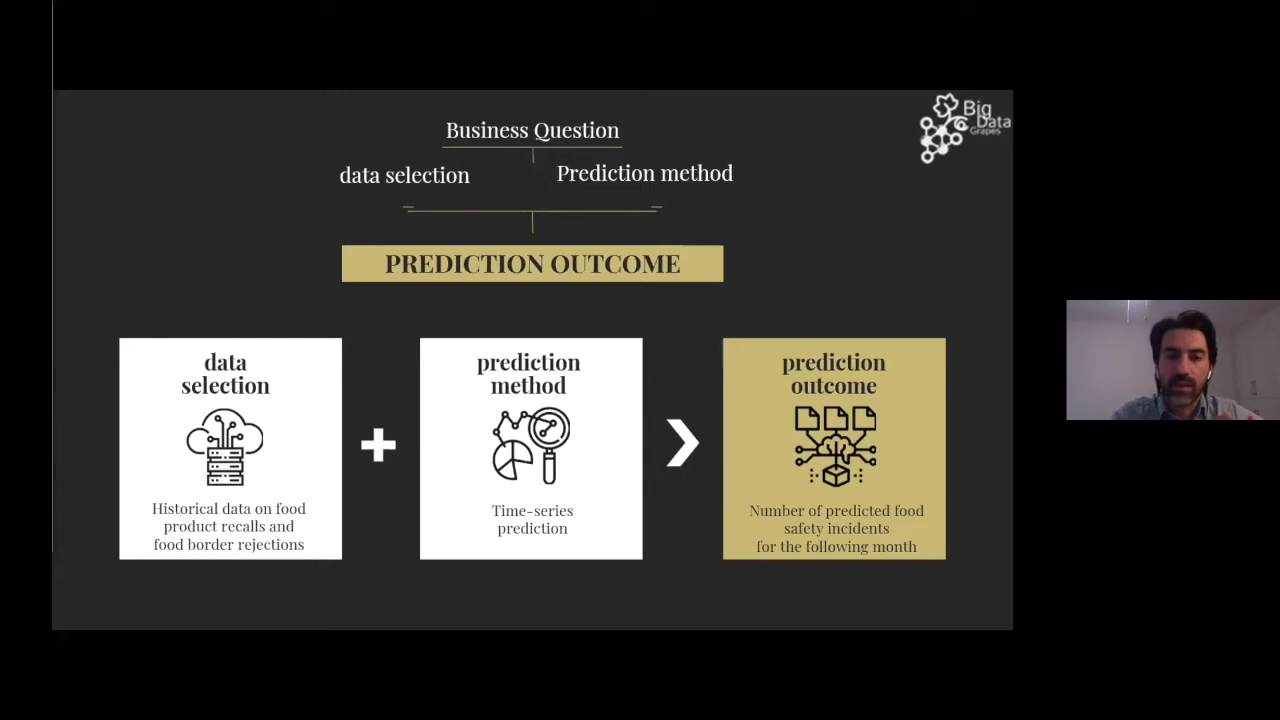 Big
Data
Grapes
Business Question
data selection
Prediction method
PREDICTION OUTCOME
data
selection
Historical data on food
product recalls and
food border rejections
prediction
method
Time-series
prediction
prediction
outcome
Number of predicted food
safety incidents
for the following month